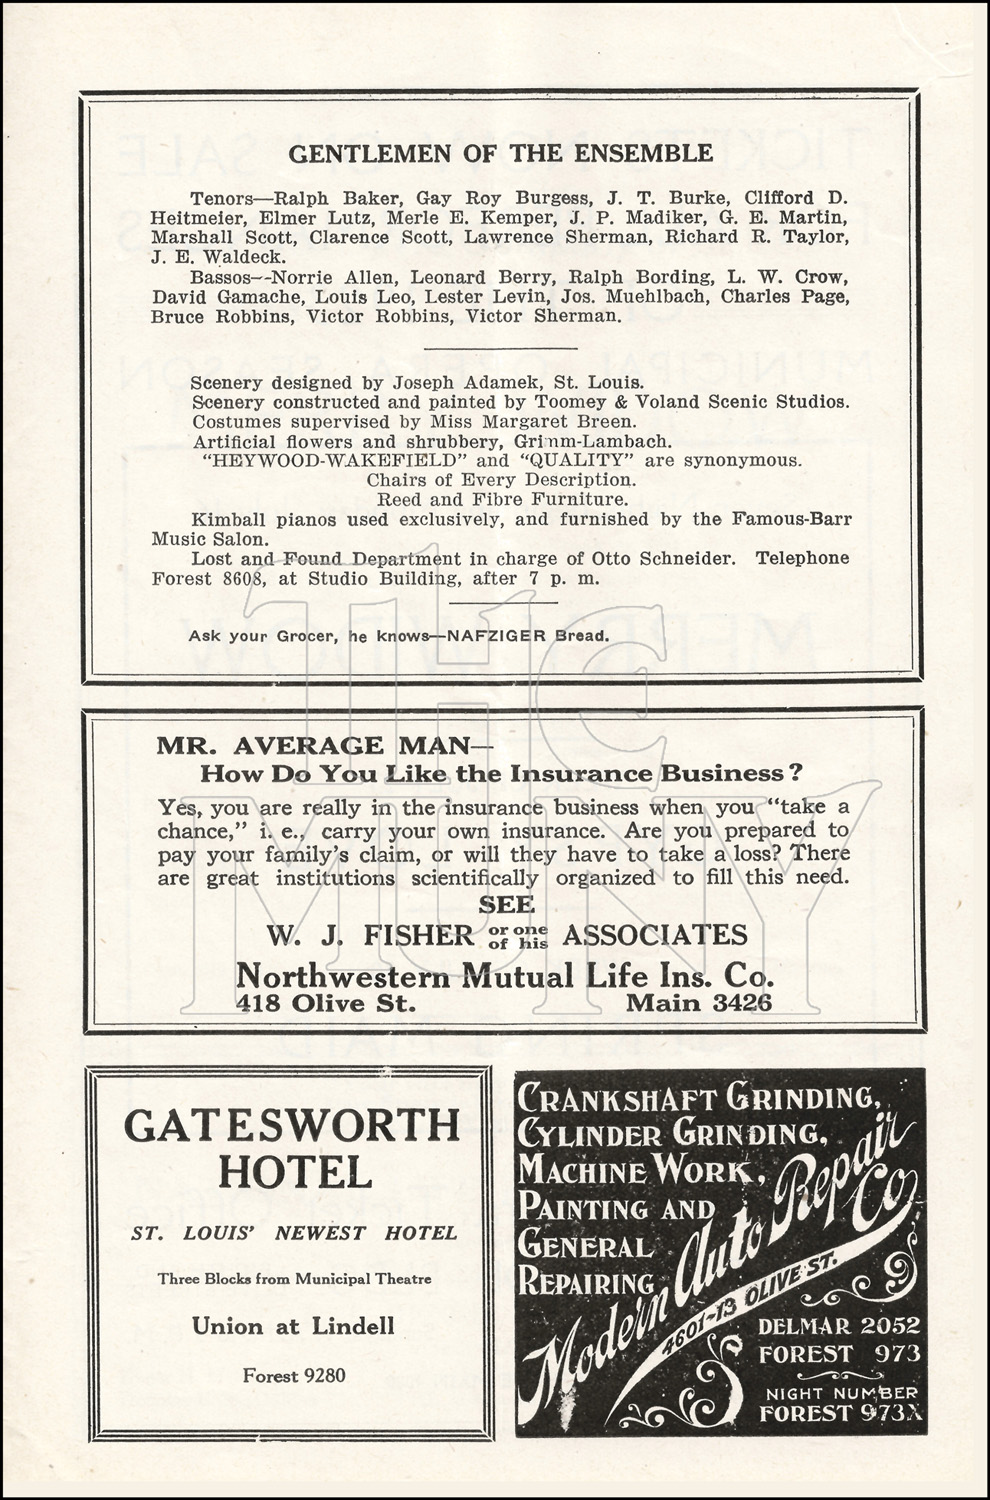 GENTLEMEN OF THE ENSEMBLE
Tenors—Ralph Baker, Gay Roy Burgess, J. T. Burke, Clifford D.
Heitmeier, Elmer Lutz, Merle E. Kemper, J. P. Madiker, G. E. Martin,
Marshall Scott, Clarence Scott, Lawrence Sherman, Richard R. Taylor,
J. E. Waldeck.
Bassos—-Norrie Allen, Leonard Berry, Ralph Bording, L. W. Crow,
David Gamache, Louis Leo, Lester Levin, Jos. Muehlbach, Charles Page,
Bruce Robbins, Victor Robbins, Victor Sherman.
Scenery designed by Joseph Adamek, St. Louis.
Scenery constructed and painted by Toomey & Voland Scenic Studios.
Costumes supervised by Miss Margaret Breen.
Artificial flowers and shrubbery, Grimm-Lambach.
"HEYWOOD-WAKEFIELD" and "QUALITY" are synonymous.
Chairs of Every Description.
Reed and Fibre Furniture.
Kimball pianos used exclusively, and furnished by the Famous-Barr
Music Salon.
Lost and Found Department in charge of Otto Schneider. Telephone
Forest 8608, at Studio Building, after 7 p. m.
Ask your Grocer, he knows—NAFZIGER Bread.
THE
MUNY
MR. AVERAGE MAN—
How Do You Like the Insurance Business?
Yes, you are really in the insurance business when you "take a
chance," i. e., carry your own insurance. Are you prepared to
pay your family's claim, or will they have to take a loss? There
are great institutions scientifically organized to fill this need.
SEE
W. J. FISHER or one of his ASSOCIATES
Northwestern Mutual Life Ins. Co.
418 Olive St. Main 3426
GATESWORTH
HOTEL
ST. LOUIS' NEWEST HOTEL
Three Blocks from Municipal Theatre
Union at Lindell
Forest 9280
CRANKSHAFT GRINDING,
CYLINDER GRINDING,
MACHINE WORK,
PAINTING AND
GENERAL
REPAIRING
Modern Auto Repair Co.
4601-13 OLIVE ST.
DELMAR 2052
FOREST 973
NIGHT NUMBER
FOREST 973X